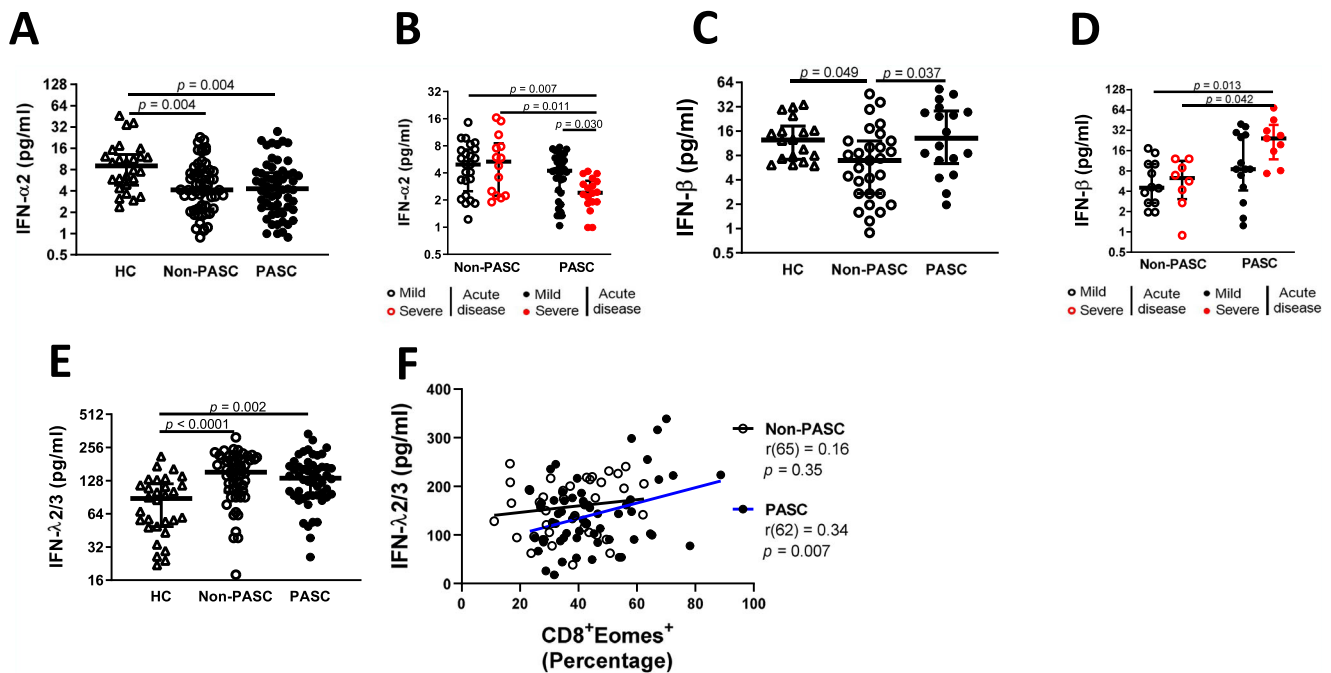 A
IFN-α2 (pg/ml)
128
64
32
16
8
4
2
1
0.5
p = 0.004
p = 0.004
HC
Non-PASC
PASC
B
IFN-α2 (pg/ml)
32
16
8
4
2
1
0.5
p = 0.007
p = 0.011
p = 0.030
Non-PASC
PASC
Mild
Severe
Acute
disease
Mild
Severe
Acute
disease
C
IFN-β (pg/ml)
64
32
16
8
4
2
1
0.5
p = 0.049
p = 0.037
HC
Non-PASC
PASC
D
IFN-β (pg/ml)
128
64
32
16
8
4
2
1
0.5
p = 0.013
p = 0.042
Non-PASC
PASC
Mild
Severe
Acute
disease
Mild
Severe
Acute
disease
E
IFN-λ2/3 (pg/ml)
512
256
128
64
32
16
p = 0.002
p < 0.0001
HC
Non-PASC
PASC
F
IFN-λ2/3 (pg/ml)
400
300
200
100
0
0
20
40
60
80
100
CD8+Eomes+
(Percentage)
Non-PASC
r(65) = 0.16
p = 0.35
PASC
r(62) = 0.34
p = 0.007